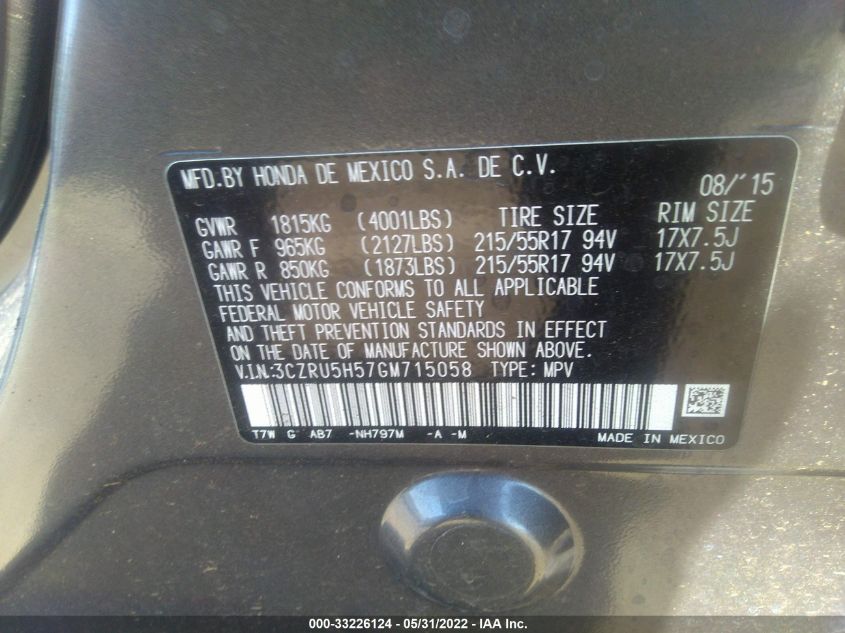 MFD.BY HONDA DE MEXICO S.A. DE C.V. 08/'15
GVWR 1815KG (4001LBS) TIRE SIZE RIM SIZE
GAWR F 965KG (2127LBS) 215/55R17 94V 17X7.5J
GAWR R 850KG (1873LBS) 215/55R17 94V 17X7.5J
THIS VEHICLE CONFORMS TO ALL APPLICABLE
FEDERAL MOTOR VEHICLE SAFETY
AND THEFT PREVENTION STANDARDS IN EFFECT
ON THE DATE OF MANUFACTURE SHOWN ABOVE.
V.I.N.:3CZRU5H57GM715058 TYPE: MPV
T7W G AB7 -NH797M -A -M MADE IN MEXICO
000-33226124 - 05/31/2022 - IAA Inc.